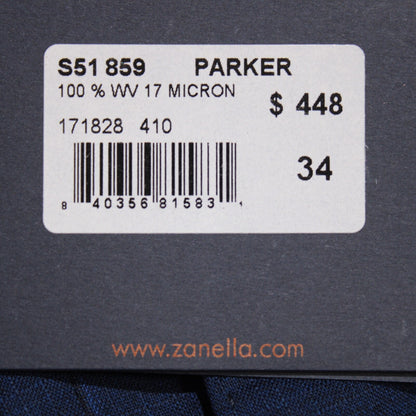 S51 859 PARKER
100 % WV 17 MICRON
$ 448
171828 410
34
8 40356 81583 1
www.zanella.com